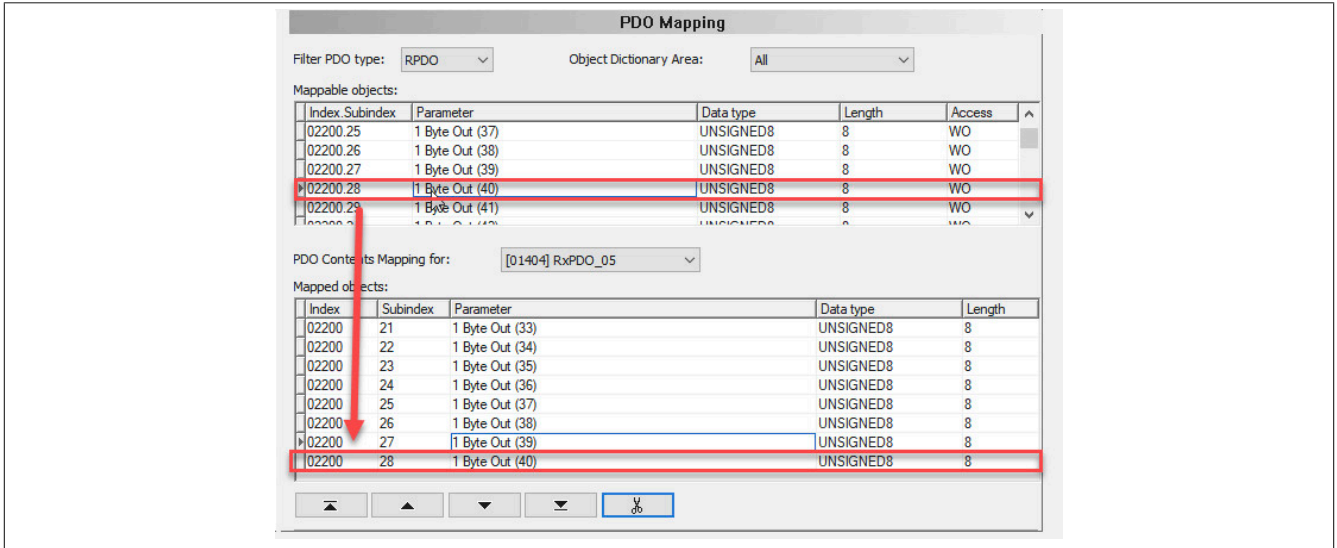 PDO Mapping
Filter PDO type: RPDO Object Dictionary Area: All
Mappable objects:
Index.Subindex Parameter Data type Length Access
02200.25 1 Byte Out (37) UNSIGNED8 8 WO
02200.26 1 Byte Out (38) UNSIGNED8 8 WO
02200.27 1 Byte Out (39) UNSIGNED8 8 WO
02200.28 1 Byte Out (40) UNSIGNED8 8 WO
02200.29 1 Byte Out (41) UNSIGNED8 8 WO
PDO Contents Mapping for: [01404] RxPDO_05
Mapped objects:
Index Subindex Parameter Data type Length
02200 21 1 Byte Out (33) UNSIGNED8 8
02200 22 1 Byte Out (34) UNSIGNED8 8
02200 23 1 Byte Out (35) UNSIGNED8 8
02200 24 1 Byte Out (36) UNSIGNED8 8
02200 25 1 Byte Out (37) UNSIGNED8 8
02200 26 1 Byte Out (38) UNSIGNED8 8
02200 27 1 Byte Out (39) UNSIGNED8 8
02200 28 1 Byte Out (40) UNSIGNED8 8